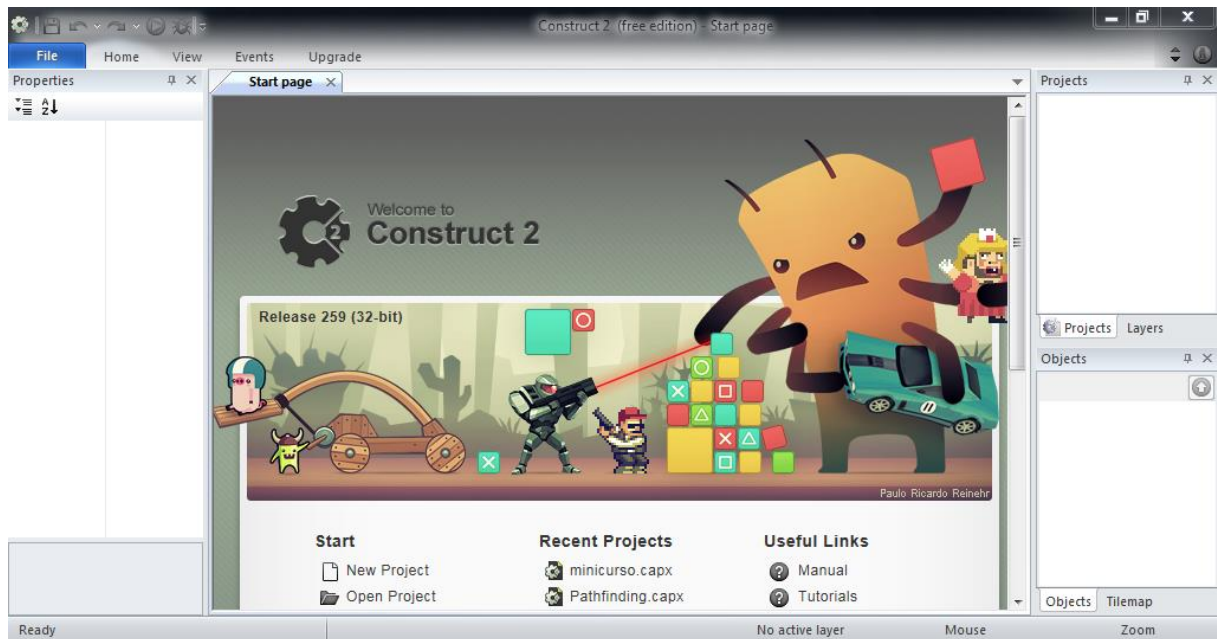 Construct 2 (free edition) - Start page
File Home View Events Upgrade
Properties
Start page
Projects
Welcome to
Construct 2
Release 259 (32-bit)
11
Paulo Ricardo Reinehr
Projects Layers
Objects
Start
New Project
Open Project
Recent Projects
minicurso.capx
Pathfinding.capx
Useful Links
Manual
Tutorials
Objects Tilemap
Ready
No active layer
Mouse
Zoom